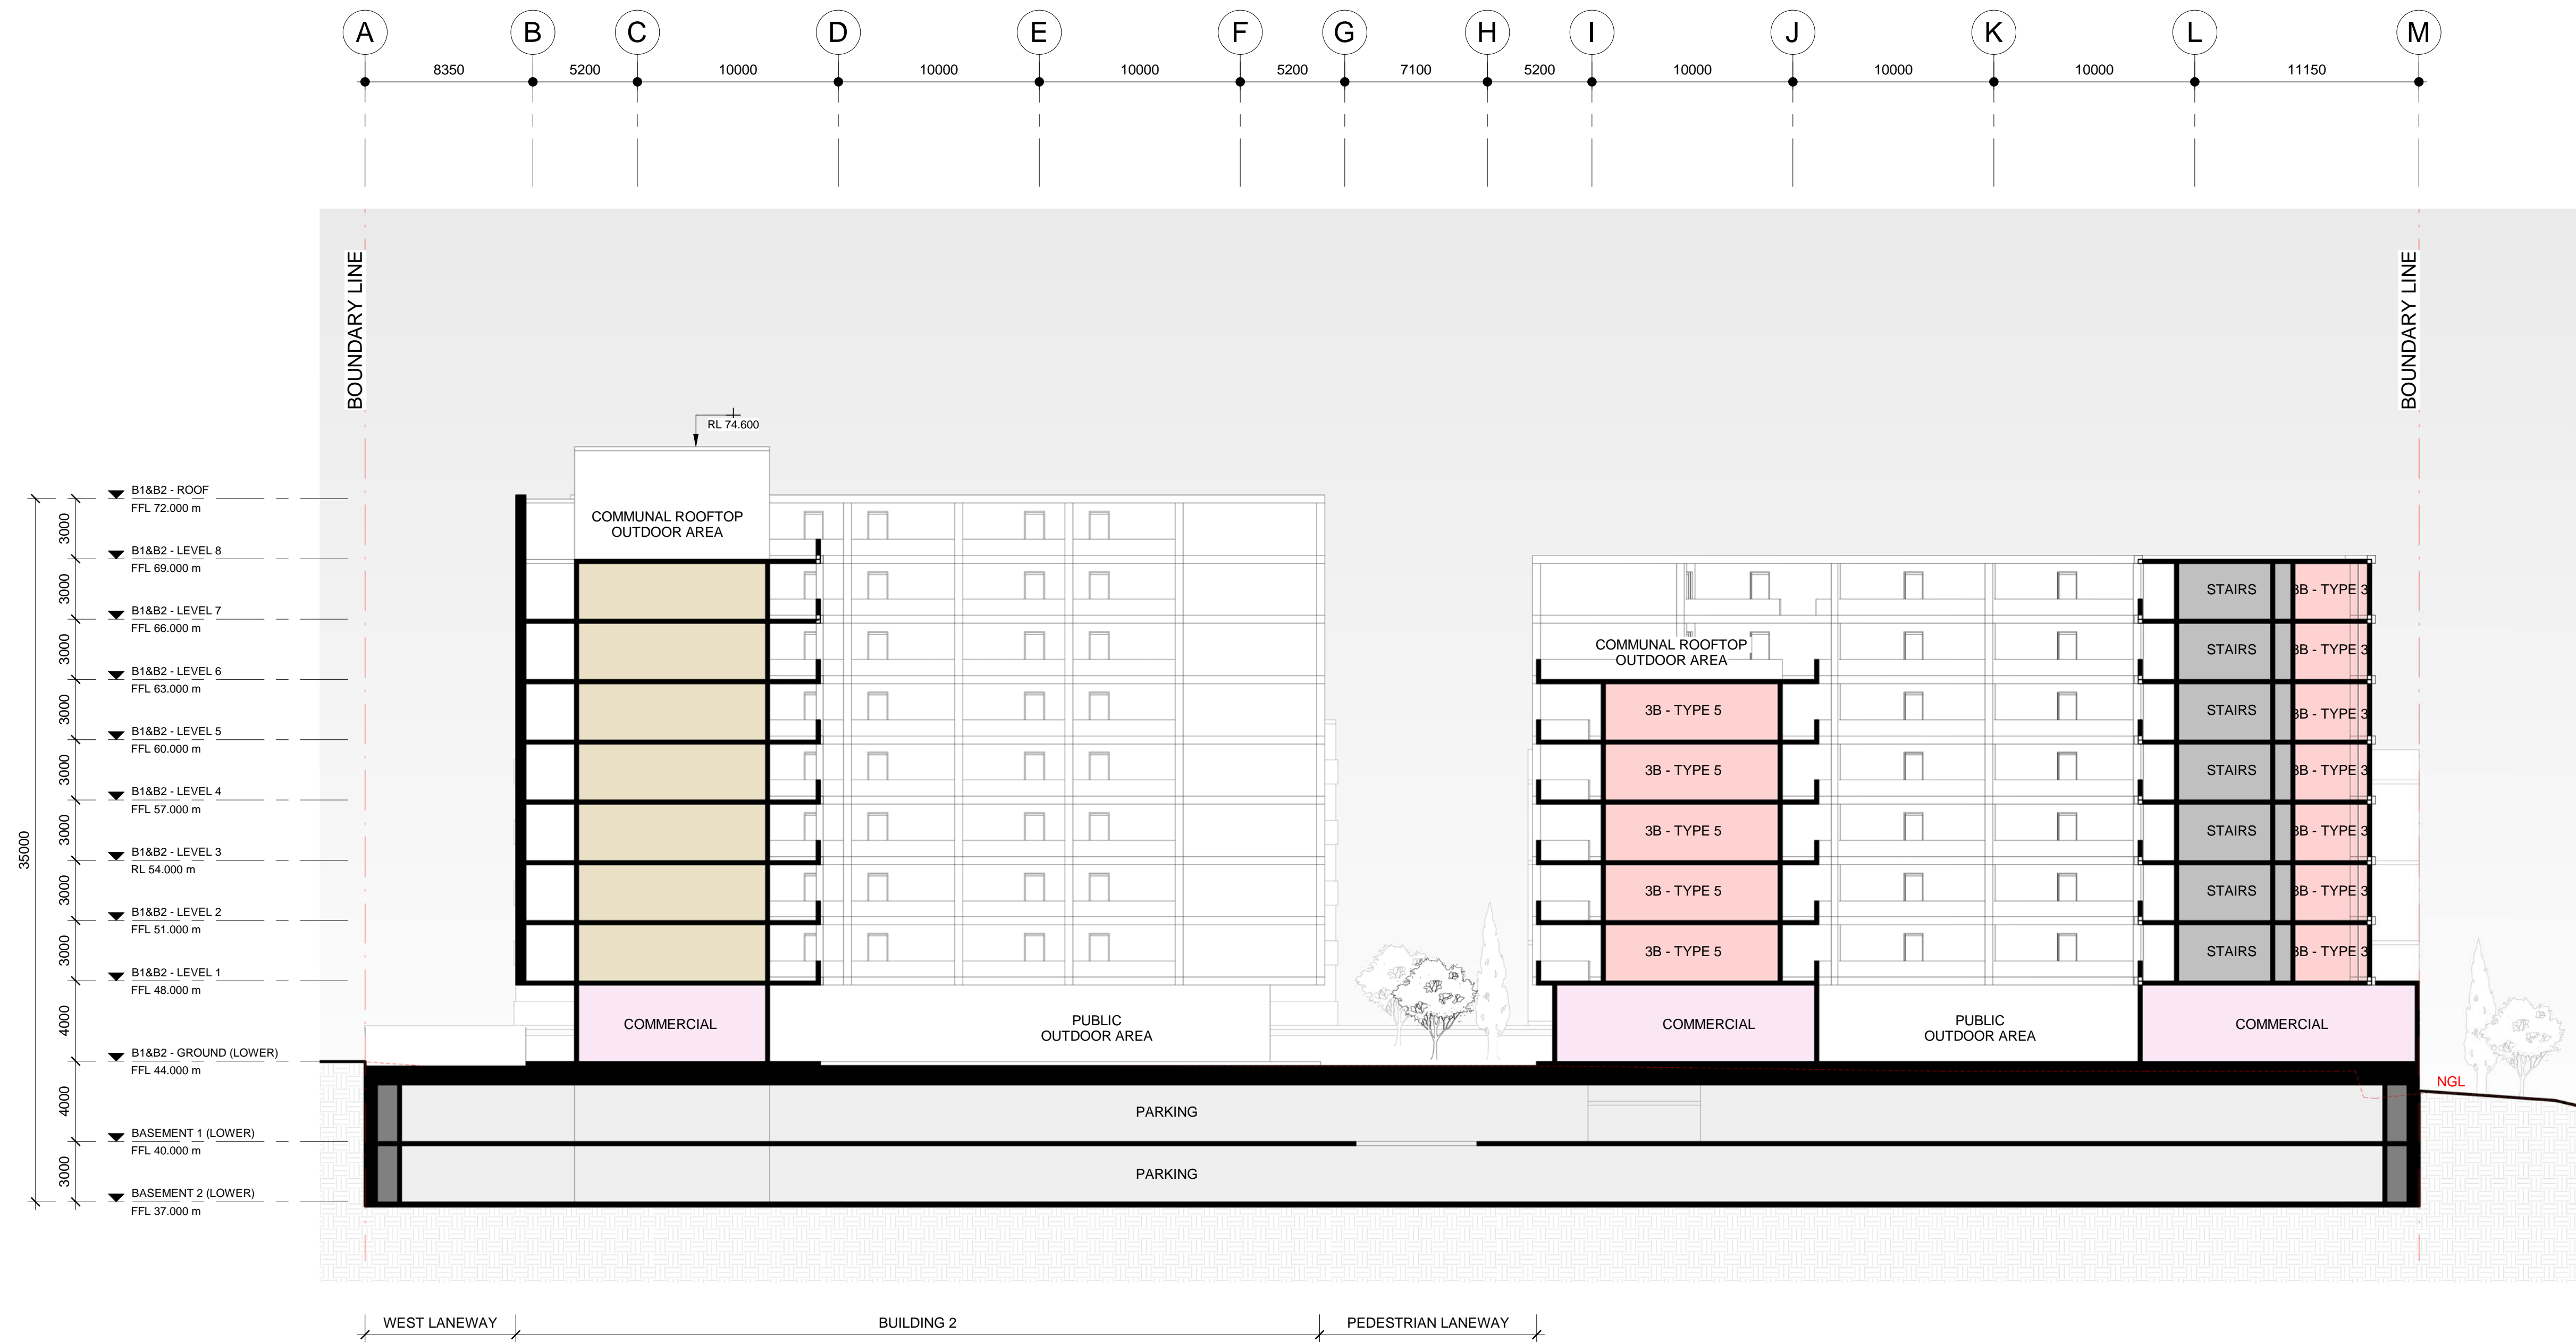 A B C D E F G H I J K L M
8350 5200 10000 10000 10000 5200 7100 5200 10000 10000 10000 11150
BOUNDARY LINE
BOUNDARY LINE
RL 74.600
B1&B2 - ROOF
FFL 72.000 m
3000
COMMUNAL ROOFTOP
OUTDOOR AREA
B1&B2 - LEVEL 8
FFL 69.000 m
3000
STAIRS 3B - TYPE 3
B1&B2 - LEVEL 7
FFL 66.000 m
3000
COMMUNAL ROOFTOP
OUTDOOR AREA
STAIRS 3B - TYPE 3
B1&B2 - LEVEL 6
FFL 63.000 m
3000
3B - TYPE 5 STAIRS 3B - TYPE 3
B1&B2 - LEVEL 5
FFL 60.000 m
3000
3B - TYPE 5 STAIRS 3B - TYPE 3
B1&B2 - LEVEL 4
FFL 57.000 m
3000
35000
3B - TYPE 5 STAIRS 3B - TYPE 3
B1&B2 - LEVEL 3
RL 54.000 m
3000
3B - TYPE 5 STAIRS 3B - TYPE 3
B1&B2 - LEVEL 2
FFL 51.000 m
3000
3B - TYPE 5 STAIRS 3B - TYPE 3
B1&B2 - LEVEL 1
FFL 48.000 m
4000
COMMERCIAL
PUBLIC
OUTDOOR AREA
COMMERCIAL
PUBLIC
OUTDOOR AREA
COMMERCIAL
B1&B2 - GROUND (LOWER)
FFL 44.000 m
NGL
4000
PARKING
BASEMENT 1 (LOWER)
FFL 40.000 m
3000
PARKING
BASEMENT 2 (LOWER)
FFL 37.000 m
WEST LANEWAY BUILDING 2 PEDESTRIAN LANEWAY